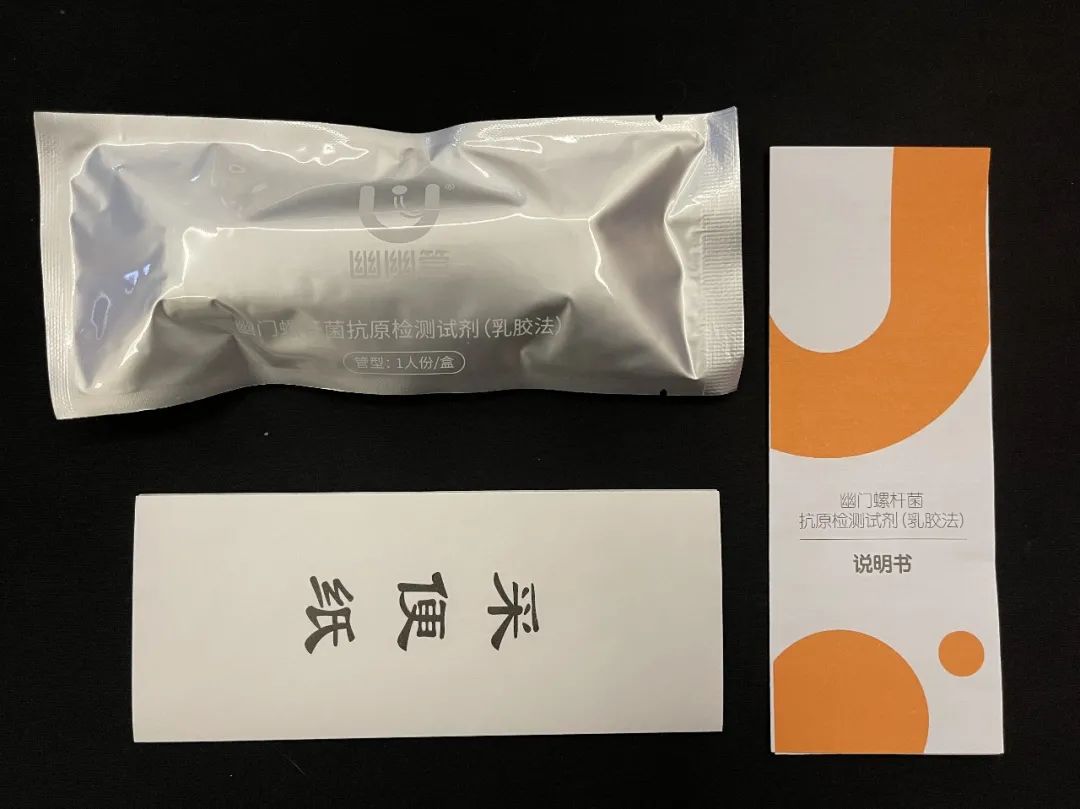 幽幽管
幽门螺杆菌抗原检测试剂(乳胶法)
管型:1人份/盒
采便纸
幽门螺杆菌
抗原检测试剂(乳胶法)
说明书